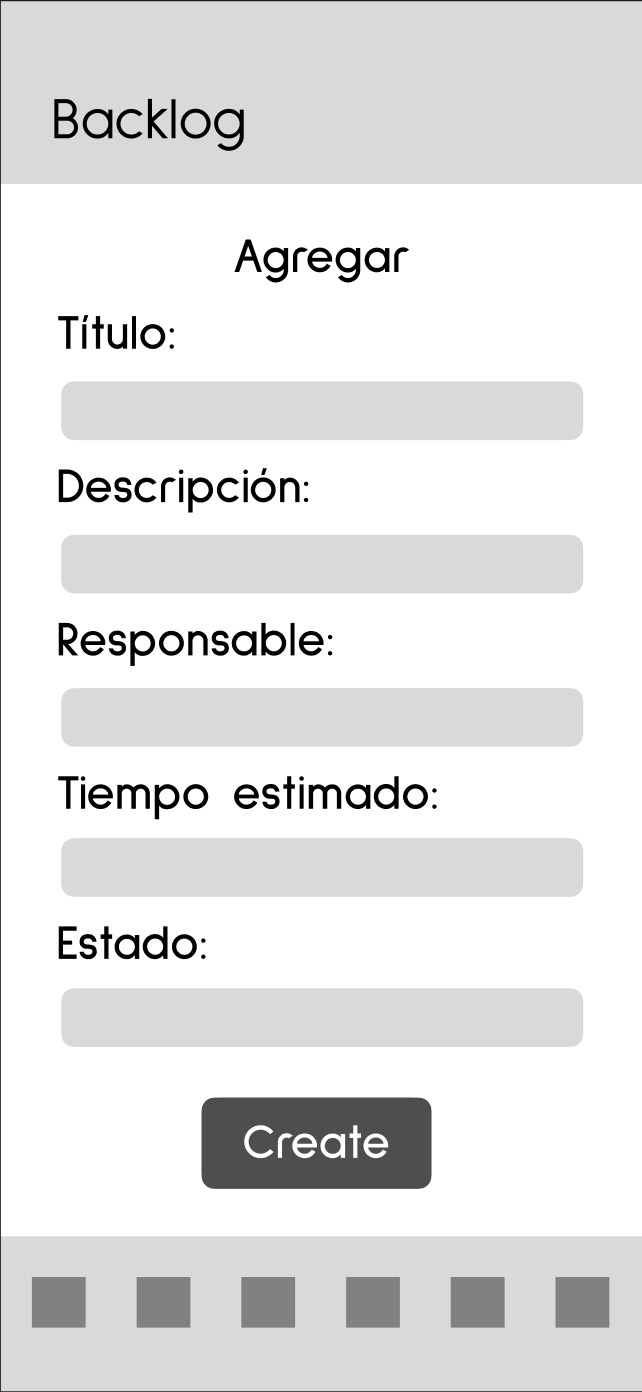 Backlog
Agregar
Título:
Descripción:
Responsable:
Tiempo estimado:
Estado:
Create